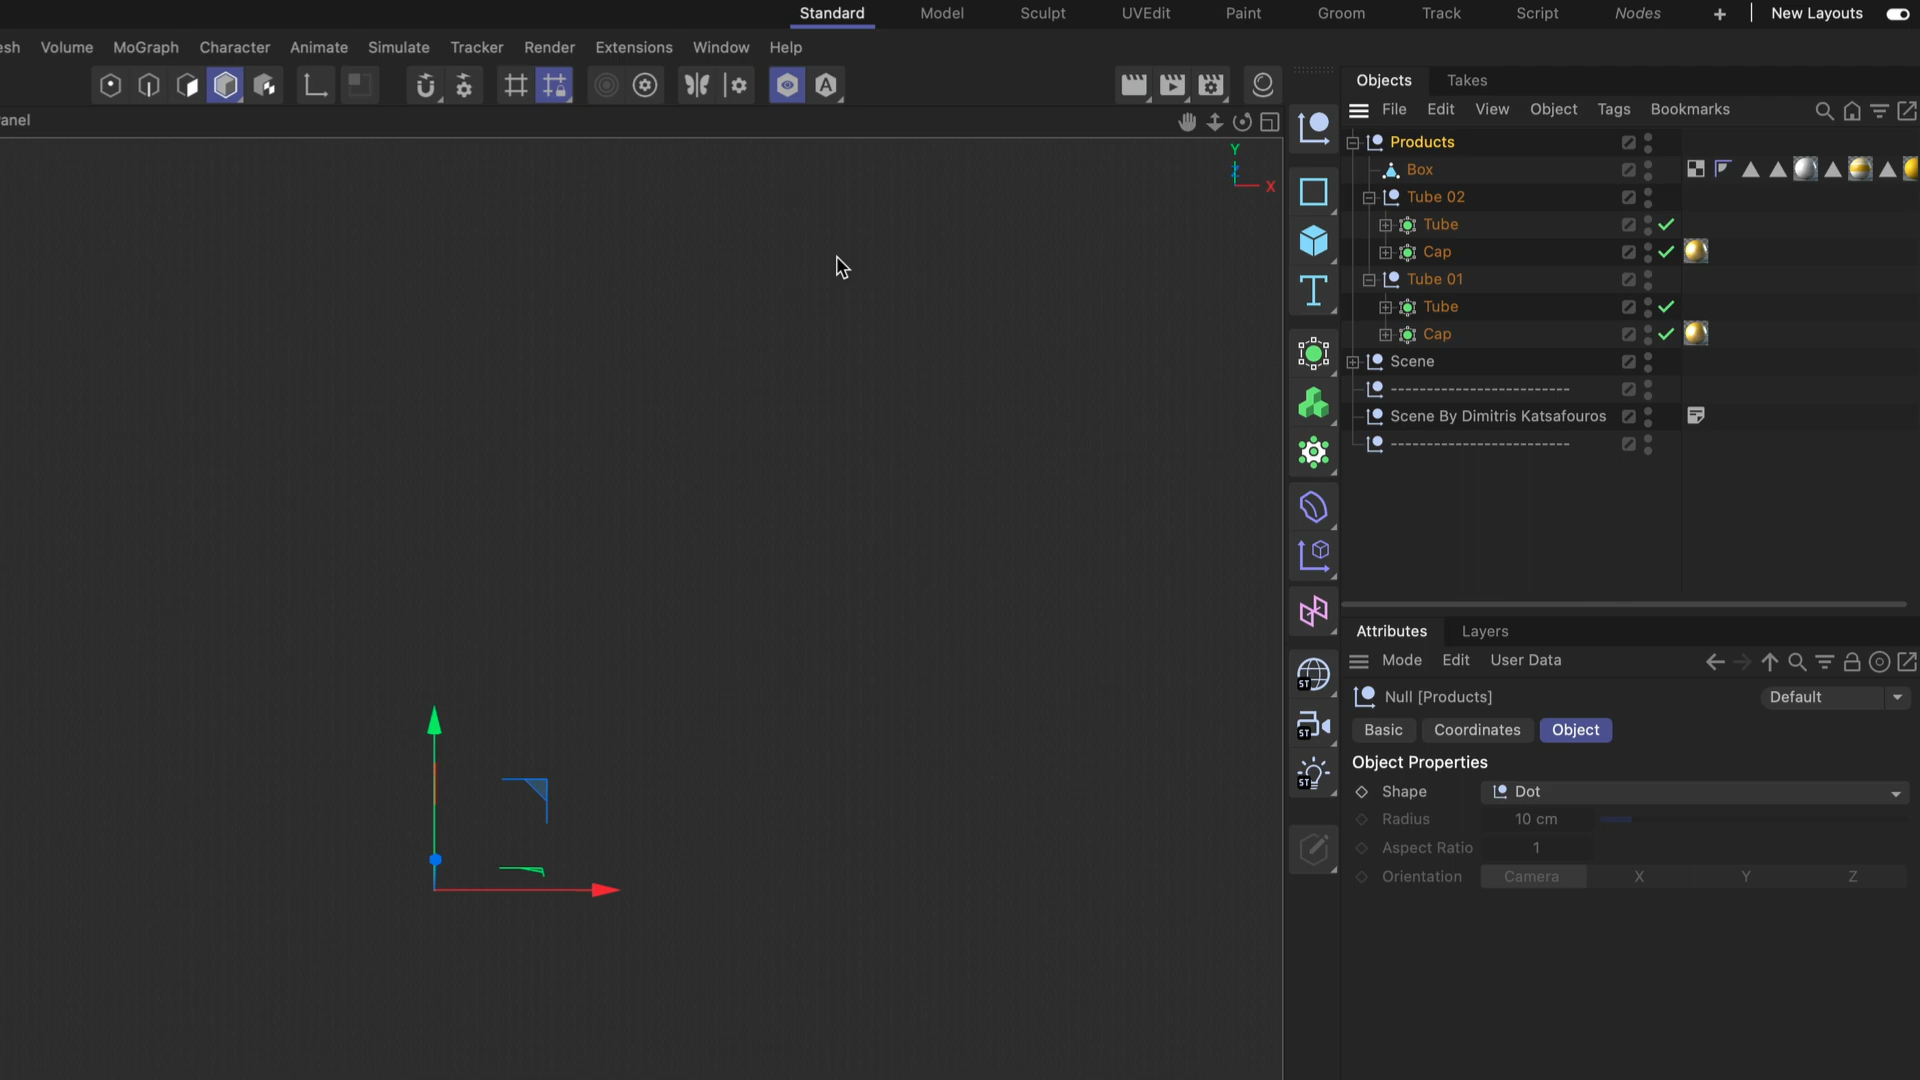 Standard Model Sculpt UVEdit Paint Groom Track Script Nodes + New Layouts
esh Volume MoGraph Character Animate Simulate Tracker Render Extensions Window Help
A
Objects Takes
File Edit View Object Tags Bookmarks
anel
Y
Z
X
Products
Box
Tube 02
Tube
Cap
Tube 01
Tube
Cap
Scene
--------------------------
Scene By Dimitris Katsafouros
--------------------------
T
ST
ST
ST
Attributes Layers
Mode Edit User Data
Null [Products] Default
Basic Coordinates Object
Object Properties
Shape Dot
Radius 10 cm
Aspect Ratio 1
Orientation Camera X Y Z